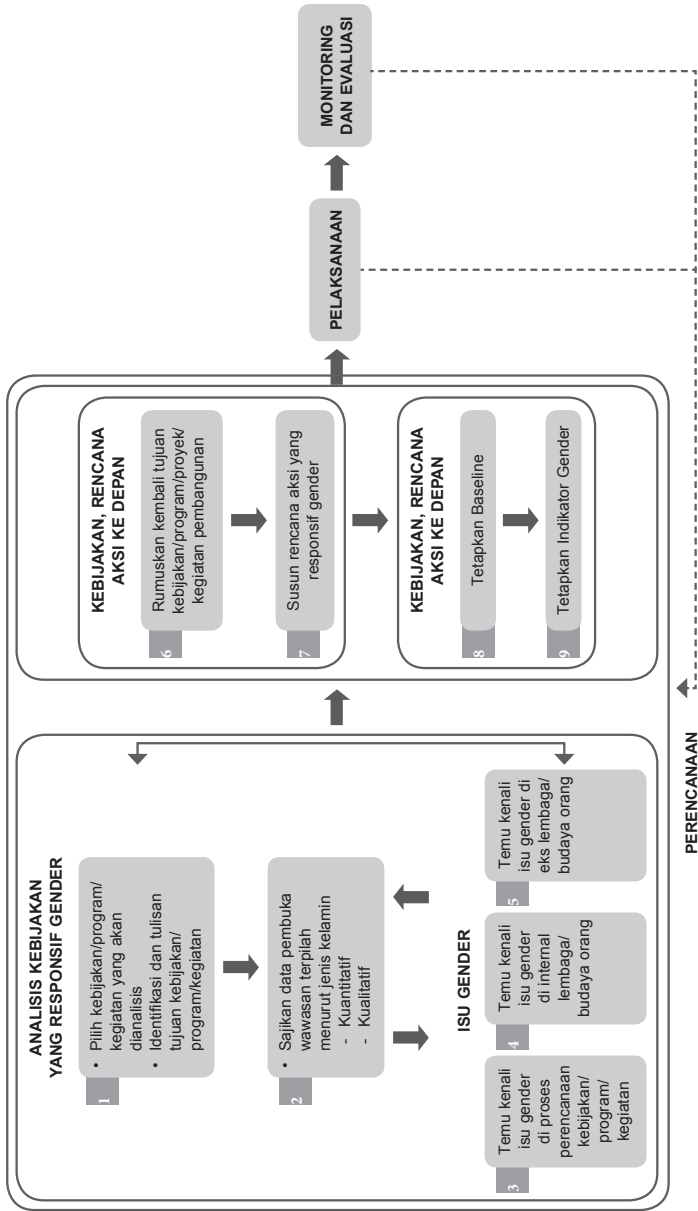 ANALISIS KEBIJAKAN
YANG RESPONSIF GENDER
1
• Pilih kebijakan/program/
kegiatan yang akan
dianalisis
• Identifikasi dan tulisan
tujuan kebijakan/
program/kegiatan
2
• Sajikan data pembuka
wawasan terpilah
menurut jenis kelamin
- Kuantitatif
- Kualitatif
ISU GENDER
3
Temu kenali
isu gender
di proses
perencanaan
kebijakan/
program/
kegiatan
4
Temu kenali
isu gender
di internal
lembaga/
budaya orang
5
Temu kenali
isu gender di
eks lembaga/
budaya orang
KEBIJAKAN, RENCANA
AKSI KE DEPAN
6
Rumuskan kembali tujuan
kebijakan/program/proyek/
kegiatan pembangunan
7
Susun rencana aksi yang
responsif gender
KEBIJAKAN, RENCANA
AKSI KE DEPAN
8
Tetapkan Baseline
9
Tetapkan Indikator Gender
PELAKSANAAN
MONITORING
DAN EVALUASI
PERENCANAAN